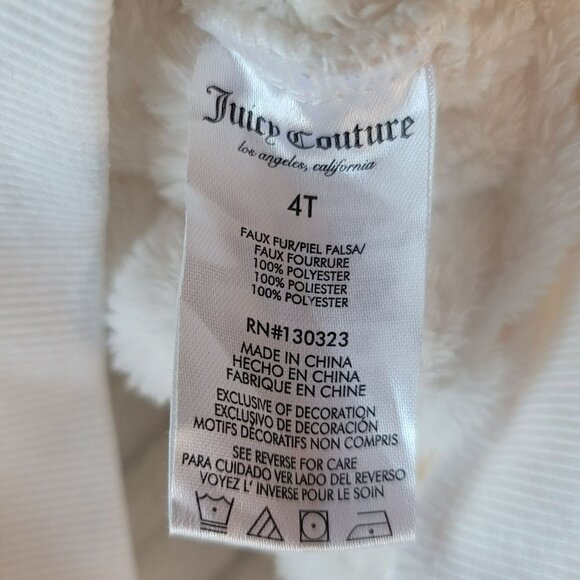 Juicy Couture
los angeles, california
4T
FAUX FUR/PIEL FALSA/
FAUX FOURRURE
100% POLYESTER
100% POLIESTER
100% POLYESTER
RN#130323
MADE IN CHINA
HECHO EN CHINA
FABRIQUE EN CHINE
EXCLUSIVE OF DECORATION
EXCLUSIVO DE DECORACIÓN
MOTIFS DÉCORATIFS NON COMPRIS
SEE REVERSE FOR CARE
PARA CUIDADO VER LADO DEL REVERSO
VOYEZ L' INVERSE POUR LE SOIN